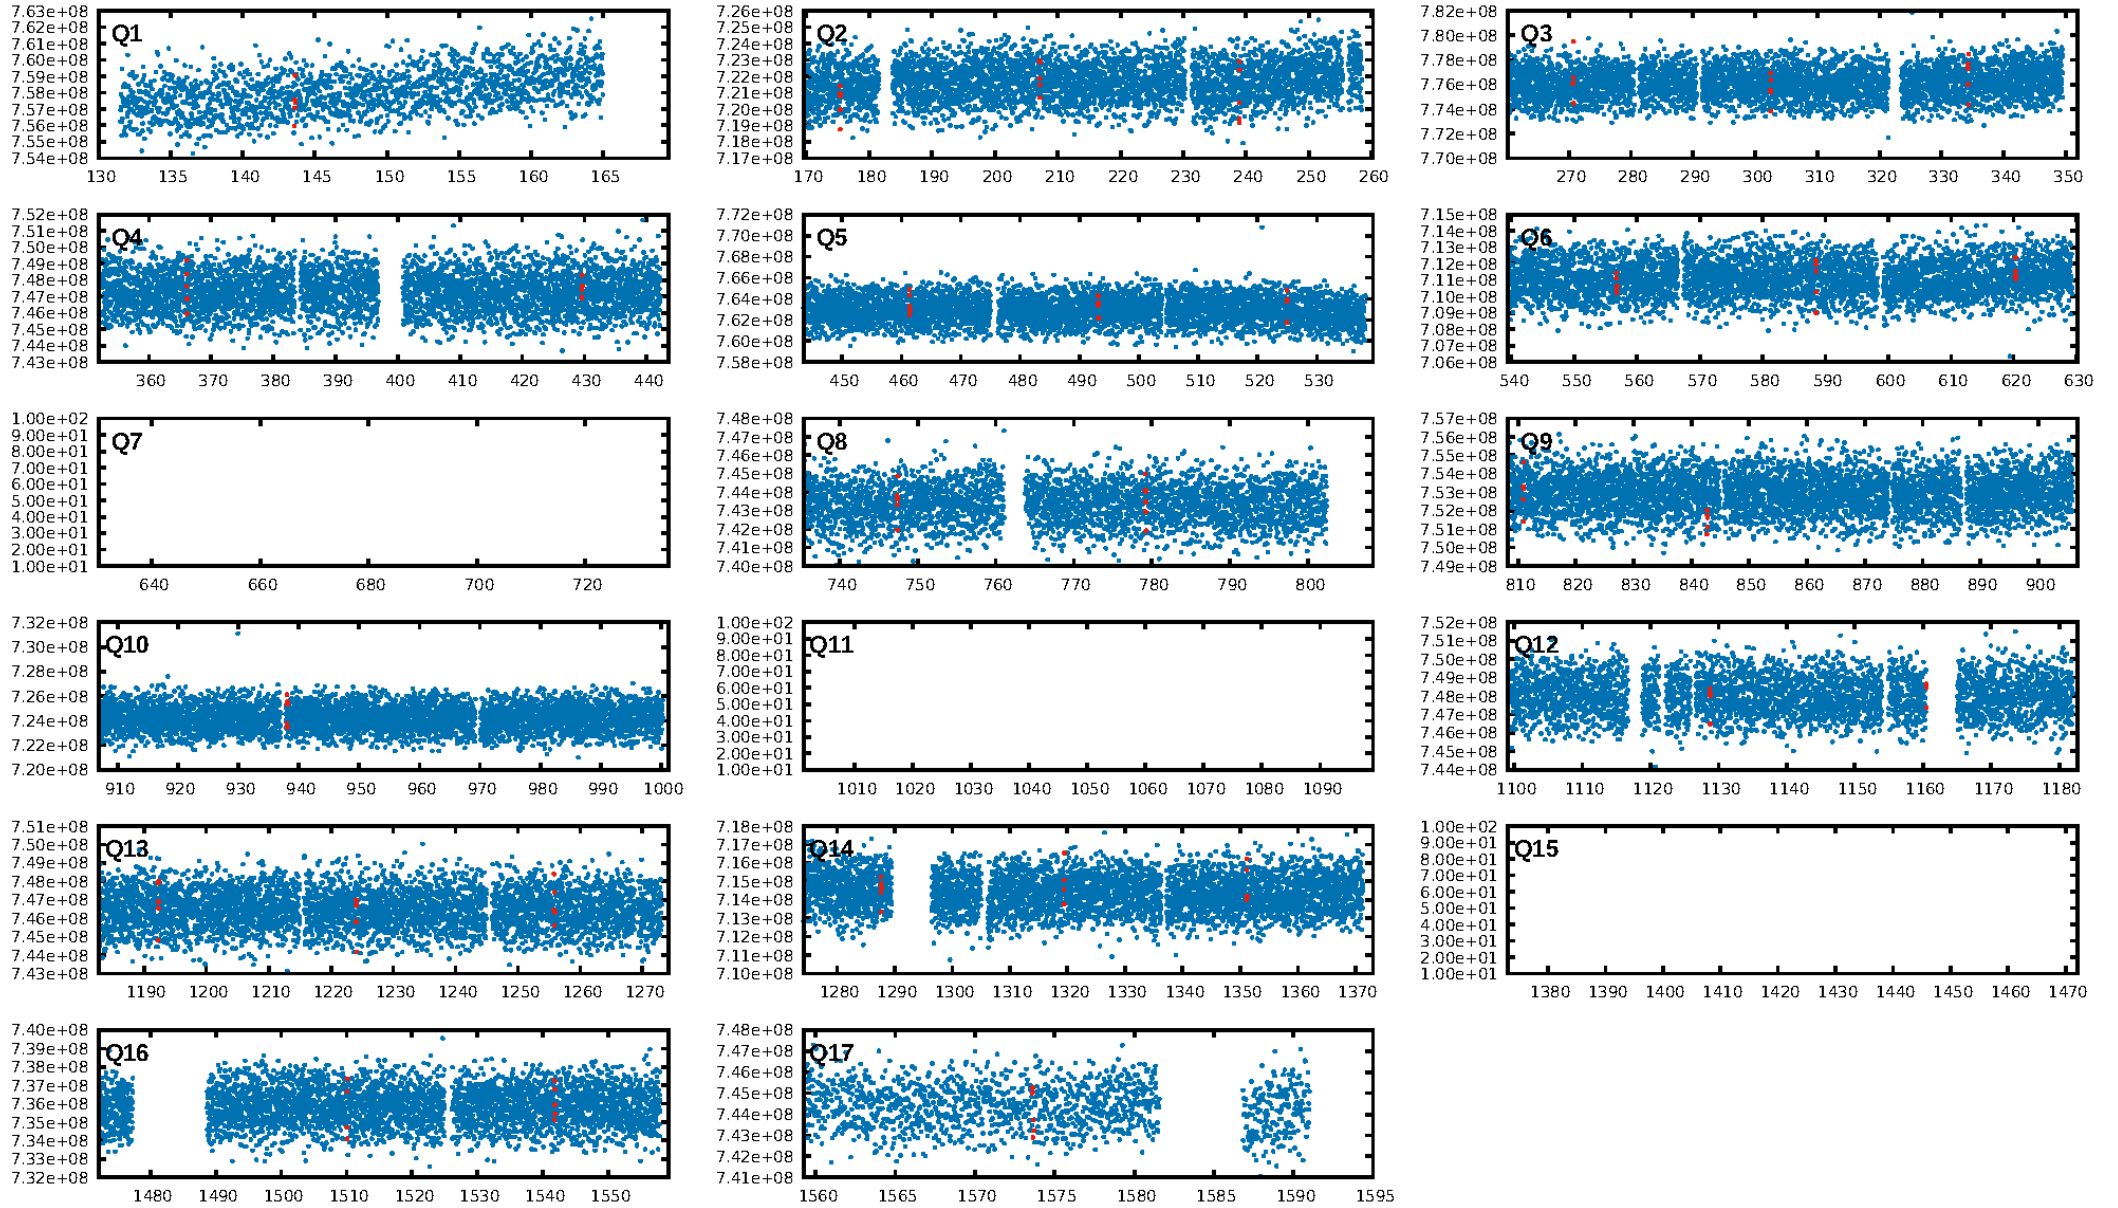 7.63e+08
7.62e+08
Q1
7.61e+08
7.60e+08
7.59e+08
7.58e+08
7.57e+08
7.56e+08
7.55e+08
7.54e+08
130 135 140 145 150 155 160 165
7.26e+08
7.25e+08
Q2
7.24e+08
7.23e+08
7.22e+08
7.21e+08
7.20e+08
7.19e+08
7.18e+08
7.17e+08
170 180 190 200 210 220 230 240 250 260
7.82e+08
Q3
7.80e+08
7.78e+08
7.76e+08
7.74e+08
7.72e+08
7.70e+08
270 280 290 300 310 320 330 340 350
7.52e+08
7.51e+08
Q4
7.50e+08
7.49e+08
7.48e+08
7.47e+08
7.46e+08
7.45e+08
7.44e+08
7.43e+08
360 370 380 390 400 410 420 430 440
7.72e+08
Q5
7.70e+08
7.68e+08
7.66e+08
7.64e+08
7.62e+08
7.60e+08
7.58e+08
450 460 470 480 490 500 510 520 530
7.15e+08
7.14e+08
Q6
7.13e+08
7.12e+08
7.11e+08
7.10e+08
7.09e+08
7.08e+08
7.07e+08
7.06e+08
540 550 560 570 580 590 600 610 620 630
1.00e+02
9.00e+01
Q7
8.00e+01
7.00e+01
6.00e+01
5.00e+01
4.00e+01
3.00e+01
2.00e+01
1.00e+01
640 660 680 700 720
7.48e+08
7.47e+08
Q8
7.46e+08
7.45e+08
7.44e+08
7.43e+08
7.42e+08
7.41e+08
7.40e+08
740 750 760 770 780 790 800
7.57e+08
7.56e+08
Q9
7.55e+08
7.54e+08
7.53e+08
7.52e+08
7.51e+08
7.50e+08
7.49e+08
810 820 830 840 850 860 870 880 890 900
7.32e+08
Q10
7.30e+08
7.28e+08
7.26e+08
7.24e+08
7.22e+08
7.20e+08
910 920 930 940 950 960 970 980 990 1000
1.00e+02
9.00e+01
Q11
8.00e+01
7.00e+01
6.00e+01
5.00e+01
4.00e+01
3.00e+01
2.00e+01
1.00e+01
1010 1020 1030 1040 1050 1060 1070 1080 1090
7.52e+08
7.51e+08
Q12
7.50e+08
7.49e+08
7.48e+08
7.47e+08
7.46e+08
7.45e+08
7.44e+08
1100 1110 1120 1130 1140 1150 1160 1170 1180
7.51e+08
7.50e+08
Q13
7.49e+08
7.48e+08
7.47e+08
7.46e+08
7.45e+08
7.44e+08
7.43e+08
1190 1200 1210 1220 1230 1240 1250 1260 1270
7.18e+08
7.17e+08
Q14
7.16e+08
7.15e+08
7.14e+08
7.13e+08
7.12e+08
7.11e+08
7.10e+08
1280 1290 1300 1310 1320 1330 1340 1350 1360 1370
1.00e+02
9.00e+01
Q15
8.00e+01
7.00e+01
6.00e+01
5.00e+01
4.00e+01
3.00e+01
2.00e+01
1.00e+01
1380 1390 1400 1410 1420 1430 1440 1450 1460 1470
7.40e+08
7.39e+08
Q16
7.38e+08
7.37e+08
7.36e+08
7.35e+08
7.34e+08
7.33e+08
7.32e+08
1480 1490 1500 1510 1520 1530 1540 1550
7.48e+08
7.47e+08
Q17
7.46e+08
7.45e+08
7.44e+08
7.43e+08
7.42e+08
7.41e+08
1560 1565 1570 1575 1580 1585 1590 1595